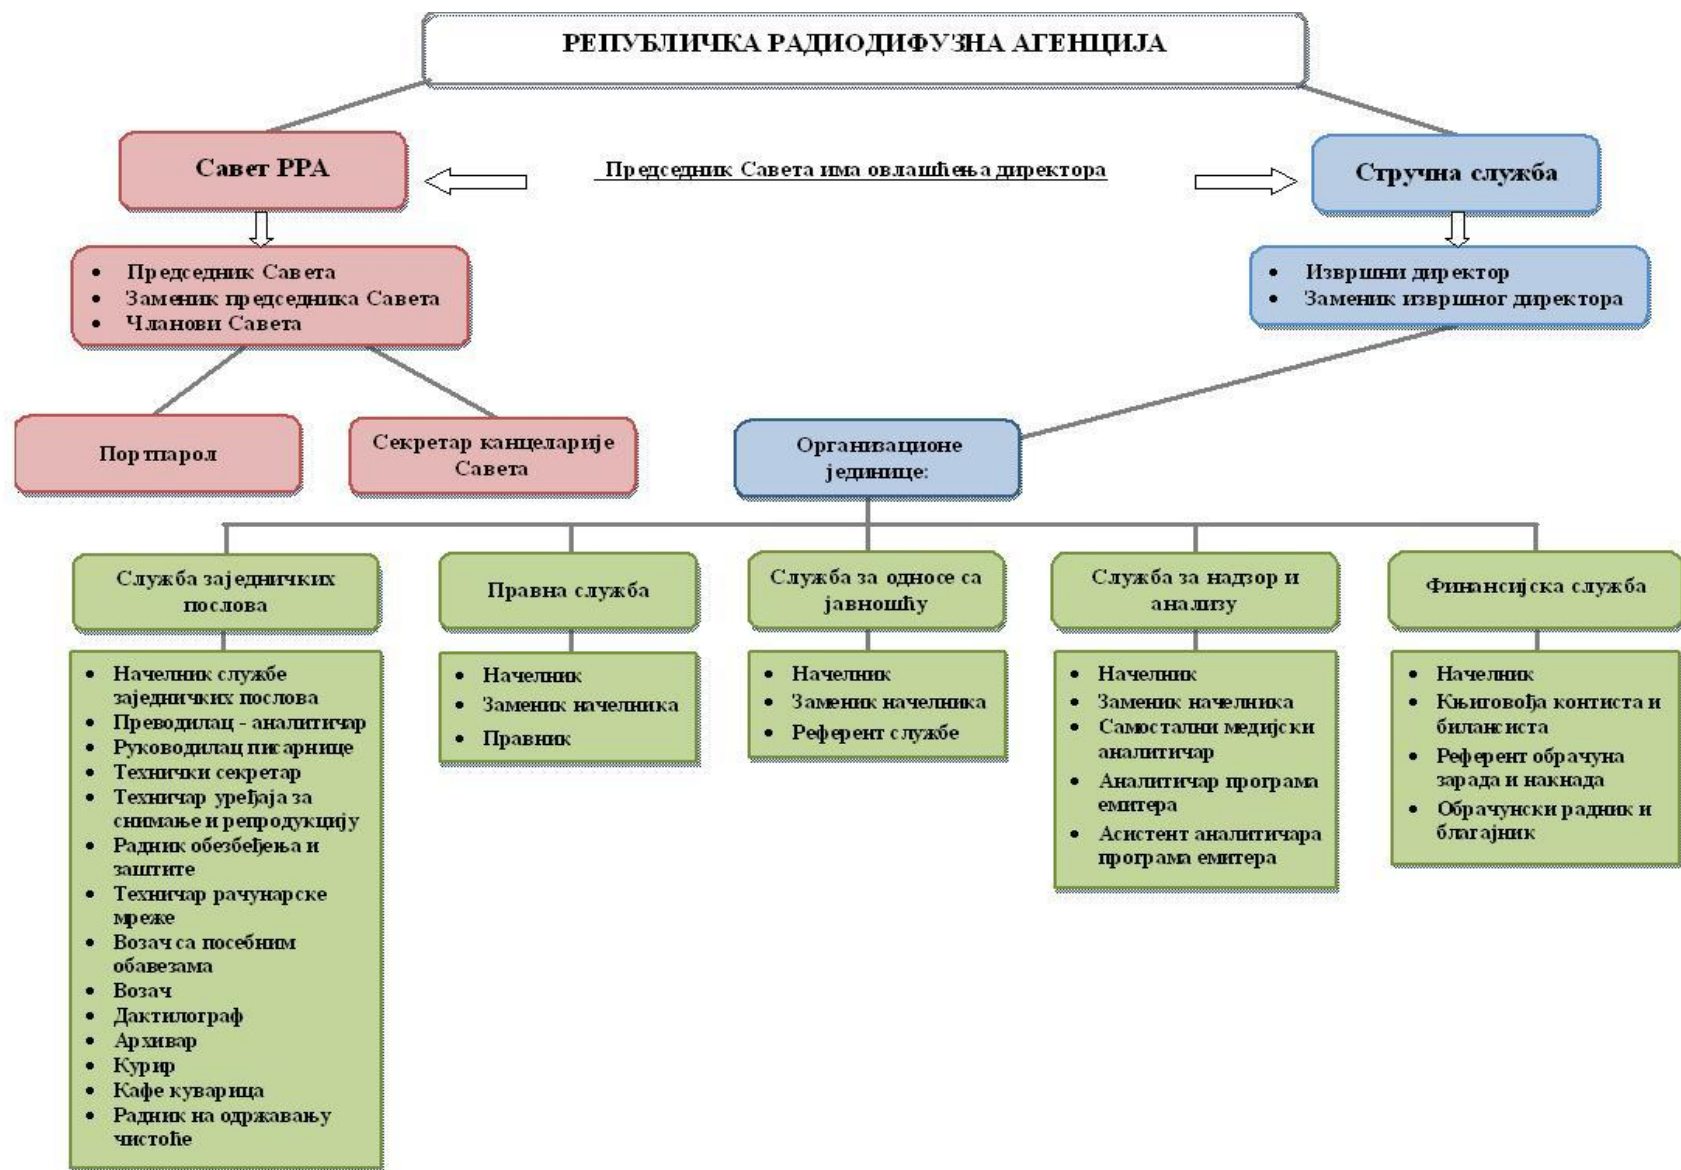 РЕПУБЛИЧКА РАДИОДИФУЗНА АГЕНЦИЈА
Савет РРА
Председник Савета има овлашћења директора
Стручна служба
• Председник Савета
• Заменик председника Савета
• Чланови Савета
• Извршни директор
• Заменик извршног директора
Портпарол
Секретар канцеларије
Савета
Организационе
јединице:
Служба заједничких
послова
Правна служба
Служба за односе са
јавношћу
Служба за надзор и
анализу
Финансијска служба
• Начелник службе
заједничких послова
• Преводилац - аналитичар
• Руководилац писарнице
• Технички секретар
• Техничар уређаја за
снимање и репродукцију
• Радник обезбеђења и
заштите
• Техничар рачунарске
мреже
• Возач са посебним
обавезама
• Возач
• Дактилограф
• Архивар
• Курир
• Кафе куварица
• Радник на одржавању
чистоће
• Начелник
• Заменик начелника
• Правник
• Начелник
• Заменик начелника
• Референт службе
• Начелник
• Заменик начелника
• Самостални медијски
аналитичар
• Аналитичар програма
емитера
• Асистент аналитичара
програма емитера
• Начелник
• Књиговођа контиста и
билансиста
• Референт обрачуна
зарада и накнада
• Обрачунски радник и
благајник